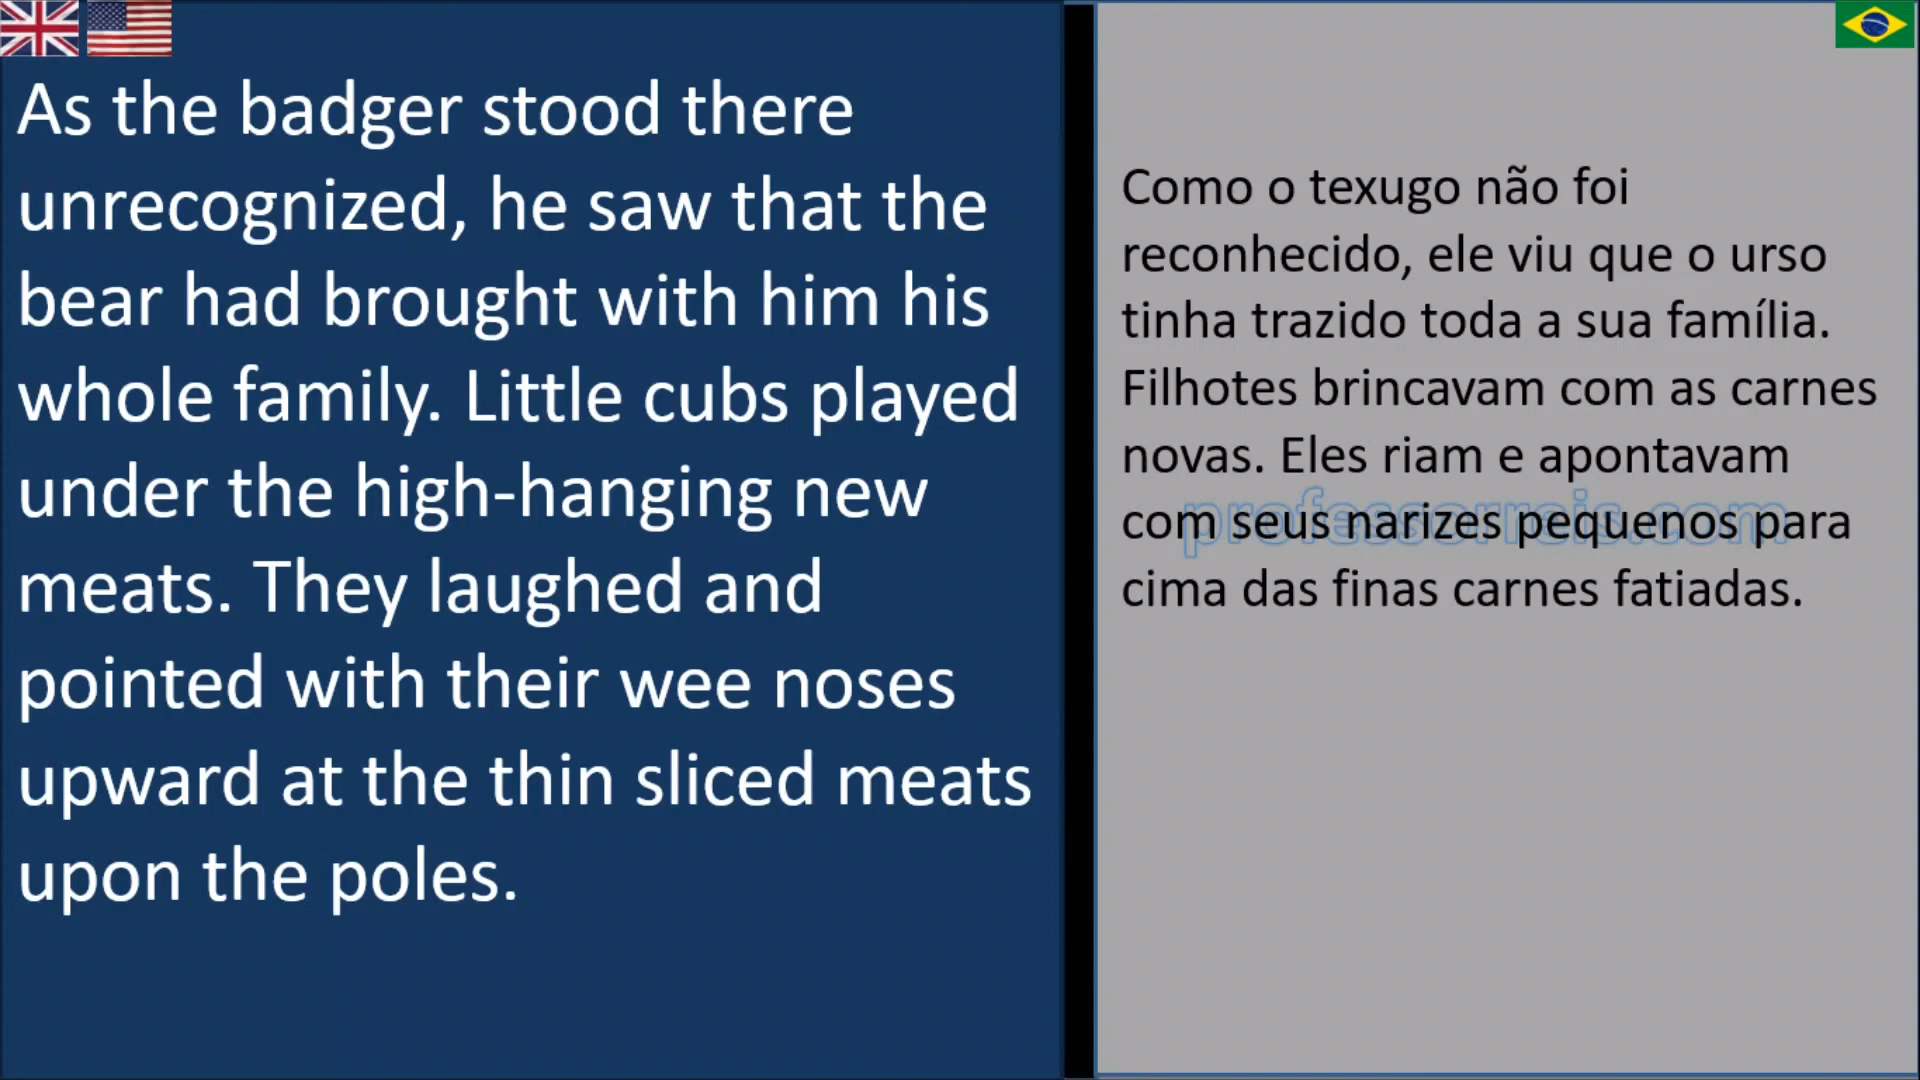 As the badger stood there
unrecognized, he saw that the
bear had brought with him his
whole family. Little cubs played
under the high-hanging new
meats. They laughed and
pointed with their wee noses
upward at the thin sliced meats
upon the poles.
Como o texugo não foi
reconhecido, ele viu que o urso
tinha trazido toda a sua família.
Filhotes brincavam com as carnes
novas. Eles riam e apontavam
com seus narizes pequenos para
professorreis.com
cima das finas carnes fatiadas.